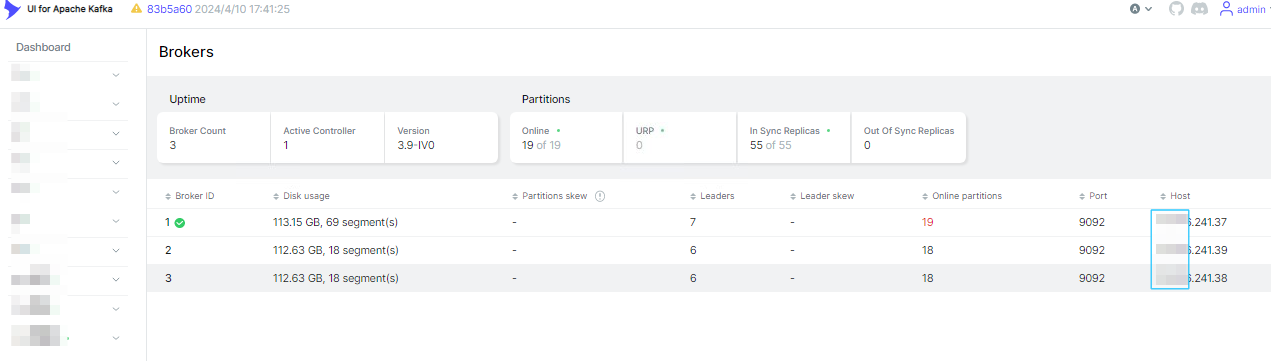 UI for Apache Kafka 83b5a60 2024/4/10 17:41:25 A admin
Dashboard
Brokers
Uptime Partitions
Broker Count Active Controller Version Online URP In Sync Replicas Out Of Sync Replicas
3 1 3.9-IV0 19 of 19 0 55 of 55 0
Broker ID Disk usage Partitions skew Leaders Leader skew Online partitions Port Host
1 113.15 GB, 69 segment(s) - 7 - 19 9092 .241.37
2 112.63 GB, 18 segment(s) - 6 - 18 9092 .241.39
3 112.63 GB, 18 segment(s) - 6 - 18 9092 .241.38